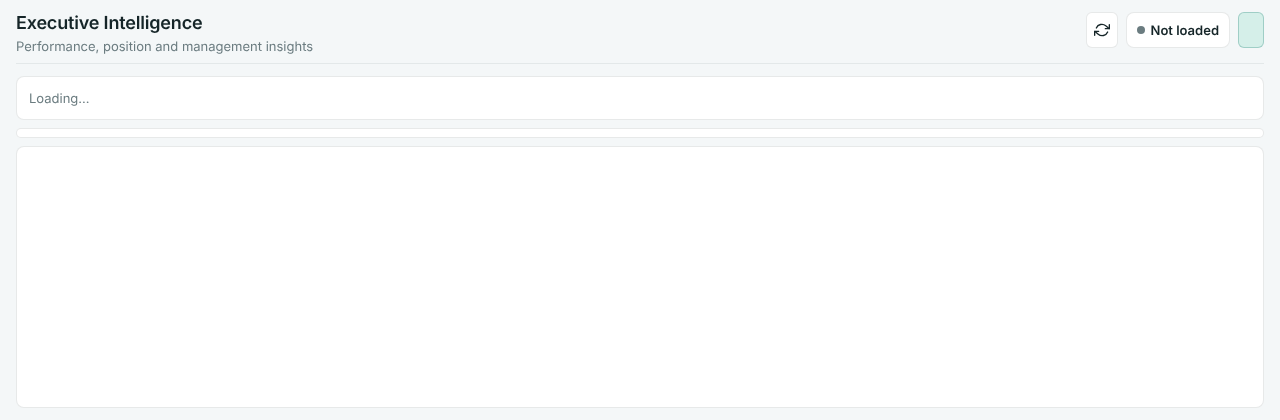 Executive Intelligence
Performance, position and management insights
Not loaded
Loading...